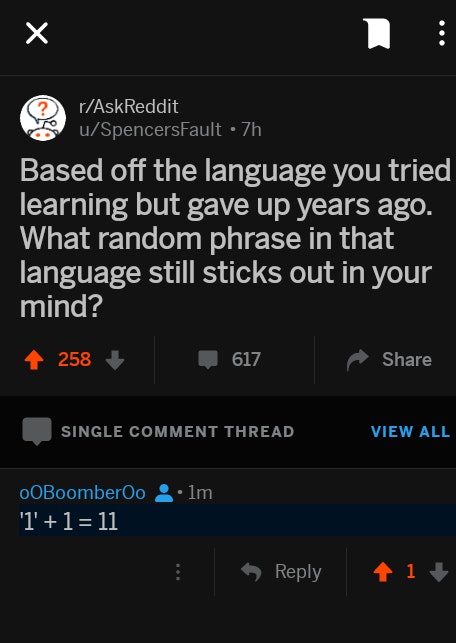 r/AskReddit
u/SpencersFault • 7h
Based off the language you tried
learning but gave up years ago.
What random phrase in that
language still sticks out in your
mind?
258 617 Share
SINGLE COMMENT THREAD VIEW ALL
oOBoomberOo • 1m
'1' + 1 = 11
Reply 1